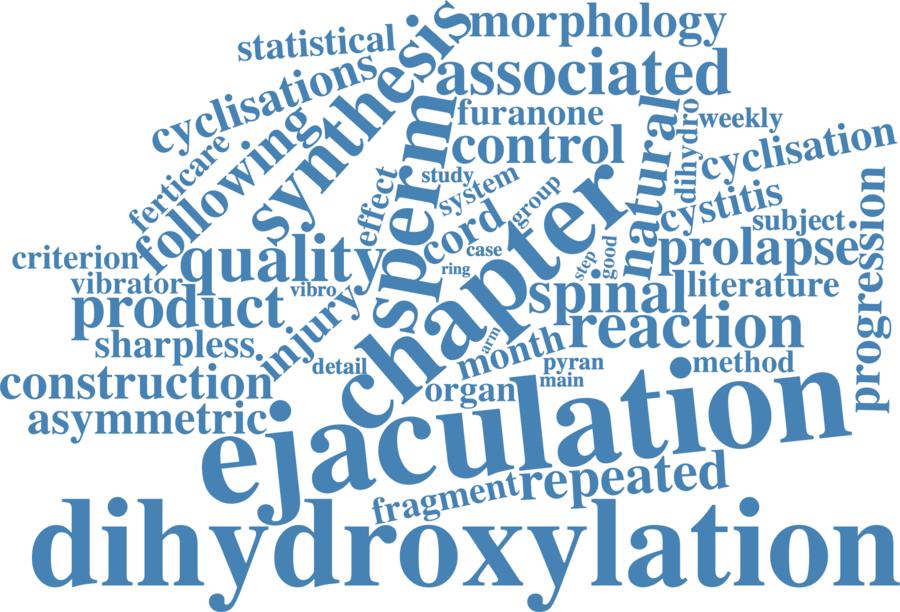 statistical
morphology
synthesis
associated
cyclisations
furanone
sperm
following
control
natural
dihydro
weekly
cyclisation
ferticare
effect
study
system
group
chapter
cystitis
subject
progression
cord
case
good
criterion
quality
ring
step
prolapse
vibrator
vibro
spinal
literature
product
injury
reaction
sharpless
arm
month
detail
pyran
method
construction
organ
main
asymmetric
ejaculation
fragment
repeated
dihydroxylation